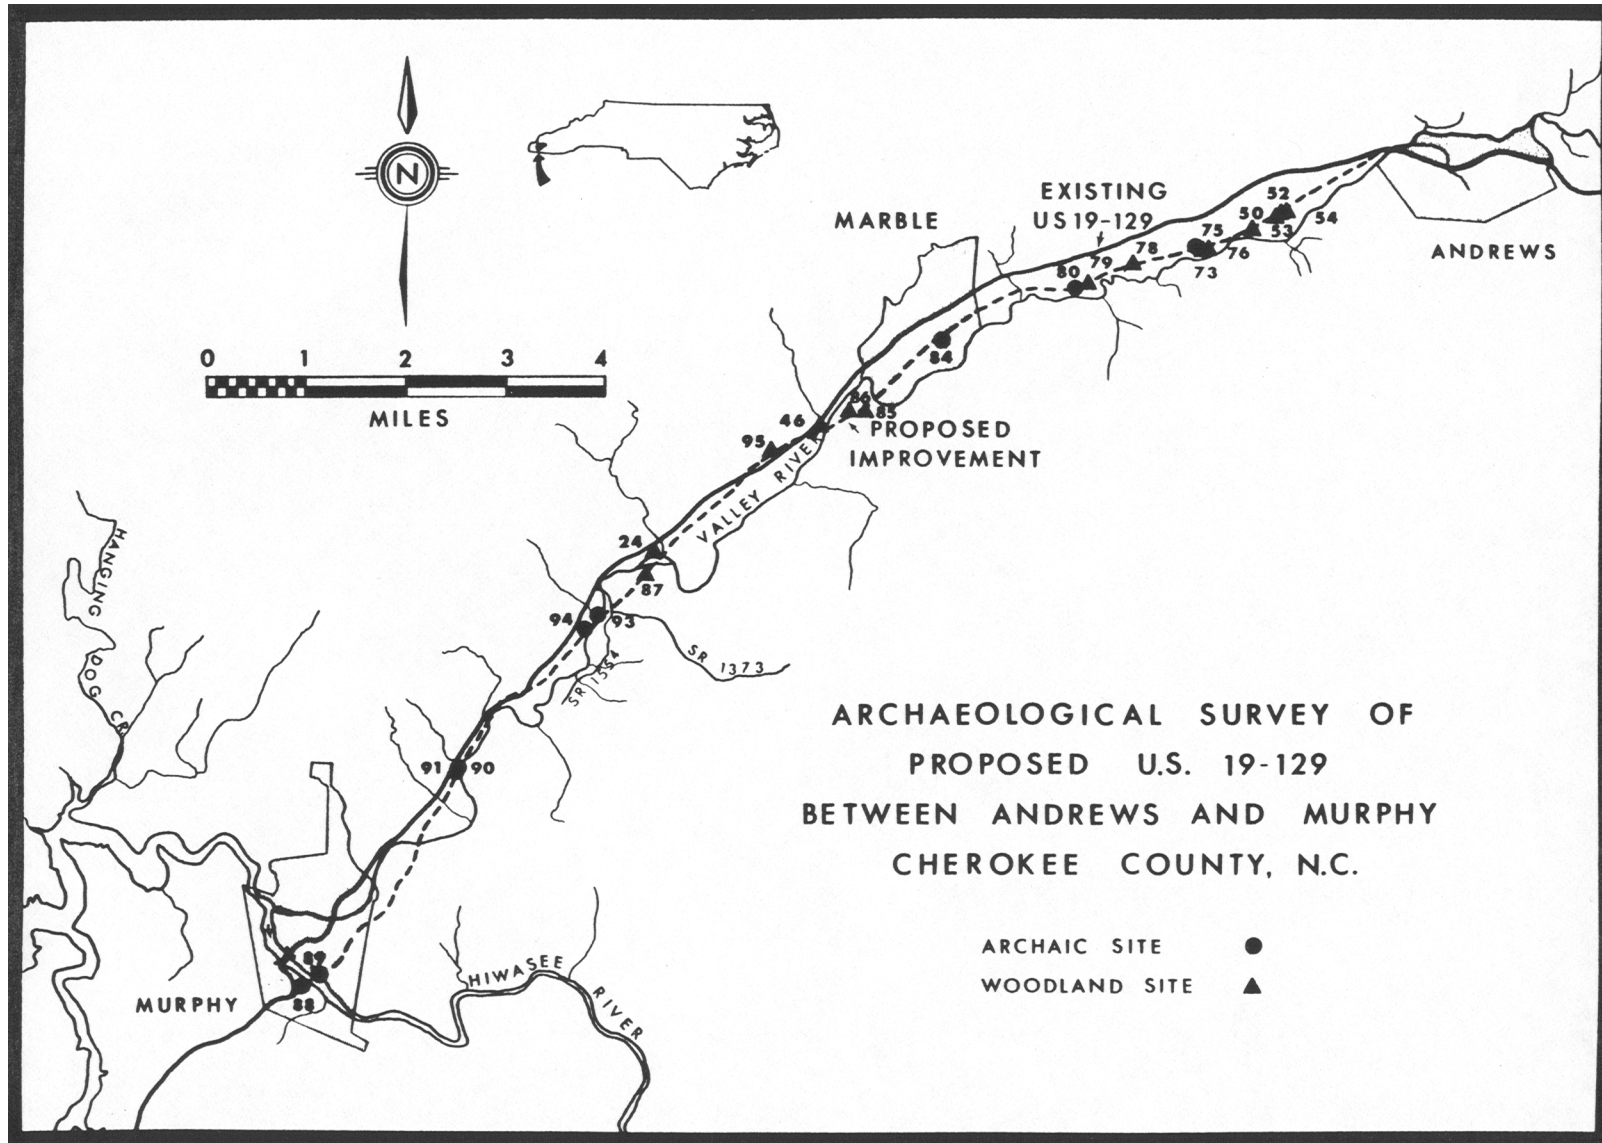 N
EXISTING
US 19-129
MARBLE
ANDREWS
52
50
54
53
75
76
73
78
79
80
84
86
85
PROPOSED
IMPROVEMENT
46
95
VALLEY RIVER
0 1 2 3 4
MILES
24
87
94
93
SR 1373
SR 1554
HANGING DOG CR.
91
90
89
88
MURPHY
HIWASEE RIVER
ARCHAEOLOGICAL SURVEY OF
PROPOSED U.S. 19-129
BETWEEN ANDREWS AND MURPHY
CHEROKEE COUNTY, N.C.
ARCHAIC SITE
WOODLAND SITE